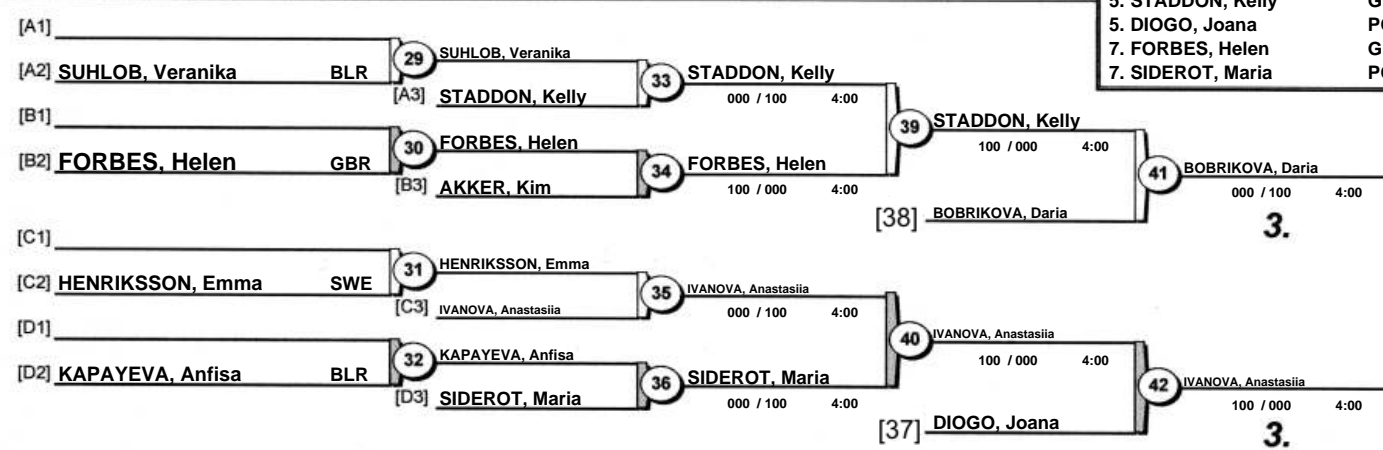 5. STADDON, Kelly
5. DIOGO, Joana
7. FORBES, Helen
7. SIDEROT, Maria
[A1]
[A2] SUHLOB, Veranika BLR
29 SUHLOB, Veranika
[A3] STADDON, Kelly
33 STADDON, Kelly
000 / 100 4:00
[B1]
[B2] FORBES, Helen GBR
30 FORBES, Helen
[B3] AKKER, Kim
34 FORBES, Helen
100 / 000 4:00
39 STADDON, Kelly
100 / 000 4:00
[38] BOBRIKOVA, Daria
41 BOBRIKOVA, Daria
000 / 100 4:00
3.
[C1]
[C2] HENRIKSSON, Emma SWE
31 HENRIKSSON, Emma
[C3] IVANOVA, Anastasiia
35 IVANOVA, Anastasiia
000 / 100 4:00
[D1]
[D2] KAPAYEVA, Anfisa BLR
32 KAPAYEVA, Anfisa
[D3] SIDEROT, Maria
36 SIDEROT, Maria
000 / 100 4:00
40 IVANOVA, Anastasiia
100 / 000 4:00
[37] DIOGO, Joana
42 IVANOVA, Anastasiia
100 / 000 4:00
3.